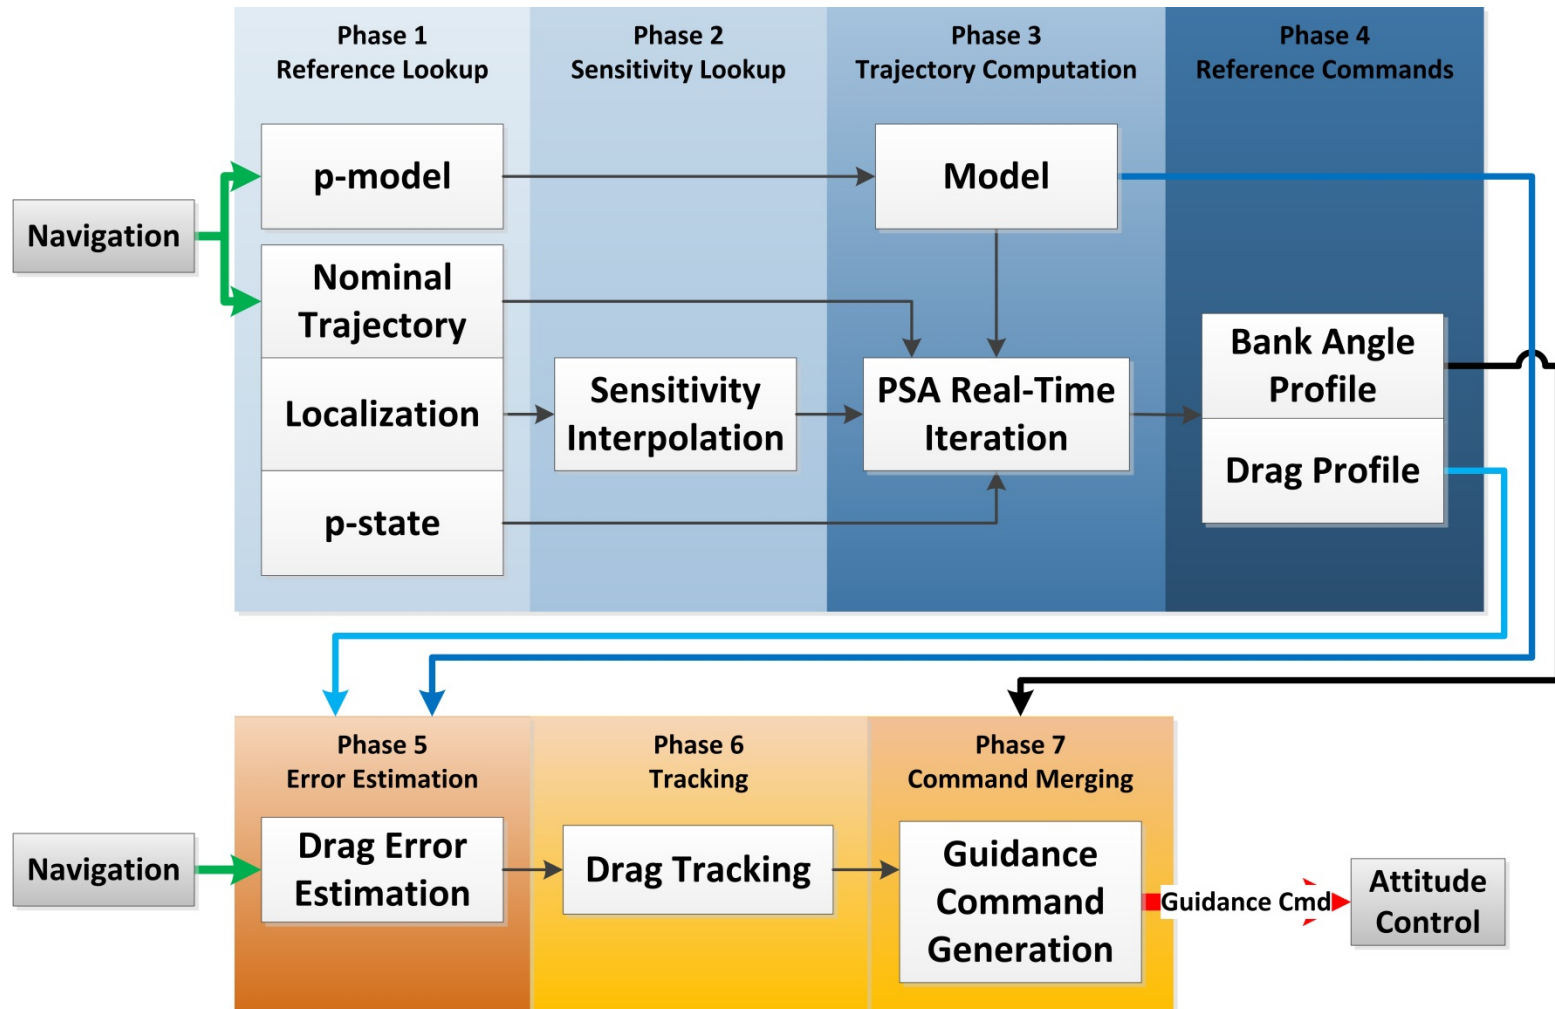 Phase 1
Reference Lookup
Phase 2
Sensitivity Lookup
Phase 3
Trajectory Computation
Phase 4
Reference Commands
Navigation
p-model
Model
Nominal
Trajectory
Localization
p-state
Sensitivity
Interpolation
PSA Real-Time
Iteration
Bank Angle
Profile
Drag Profile
Phase 5
Error Estimation
Phase 6
Tracking
Phase 7
Command Merging
Navigation
Drag Error
Estimation
Drag Tracking
Guidance
Command
Generation
Guidance Cmd
Attitude
Control